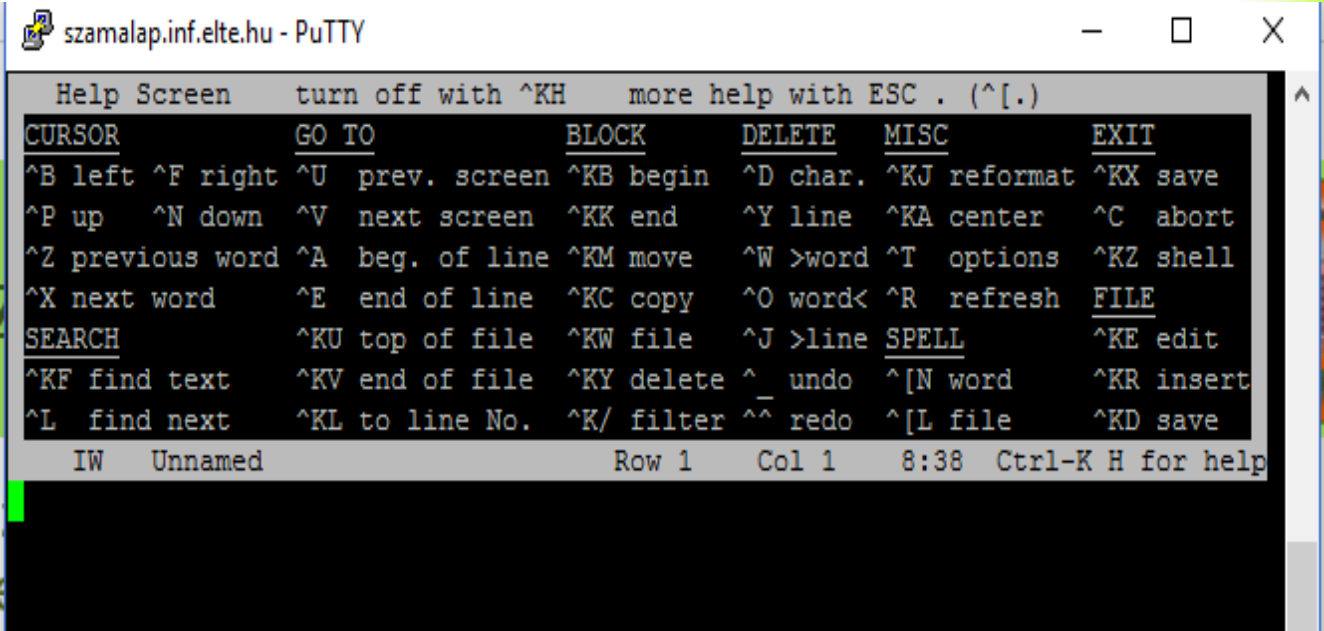 szamalap.inf.elte.hu - PuTTY
Help Screen turn off with ^KH more help with ESC . (^[.)
CURSOR GO TO BLOCK DELETE MISC EXIT
^B left ^F right ^U prev. screen ^KB begin ^D char. ^KJ reformat ^KX save
^P up ^N down ^V next screen ^KK end ^Y line ^KA center ^C abort
^Z previous word ^A beg. of line ^KM move ^W >word ^T options ^KZ shell
^X next word ^E end of line ^KC copy ^O word< ^R refresh FILE
SEARCH ^KU top of file ^KW file ^J >line SPELL ^KE edit
^KF find text ^KV end of file ^KY delete ^_ undo ^[N word ^KR insert
^L find next ^KL to line No. ^K/ filter ^^ redo ^[L file ^KD save
IW Unnamed Row 1 Col 1 8:38 Ctrl-K H for help